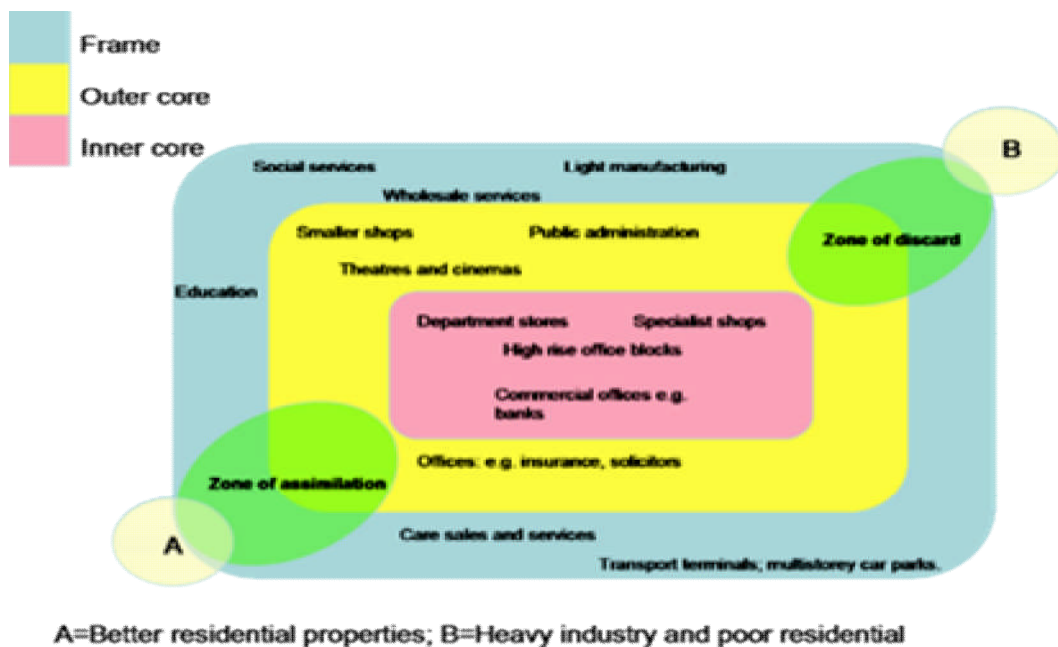 Frame
Outer core
Inner core
B
Social services
Light manufacturing
Wholesale services
Smaller shops
Public administration
Zone of discard
Theatres and cinemas
Education
Department stores
Specialist shops
High rise office blocks
Commercial offices e.g.
banks
Offices: e.g. insurance, solicitors
Zone of assimilation
Care sales and services
A
Transport terminals; multistorey car parks.
A=Better residential properties; B=Heavy industry and poor residential